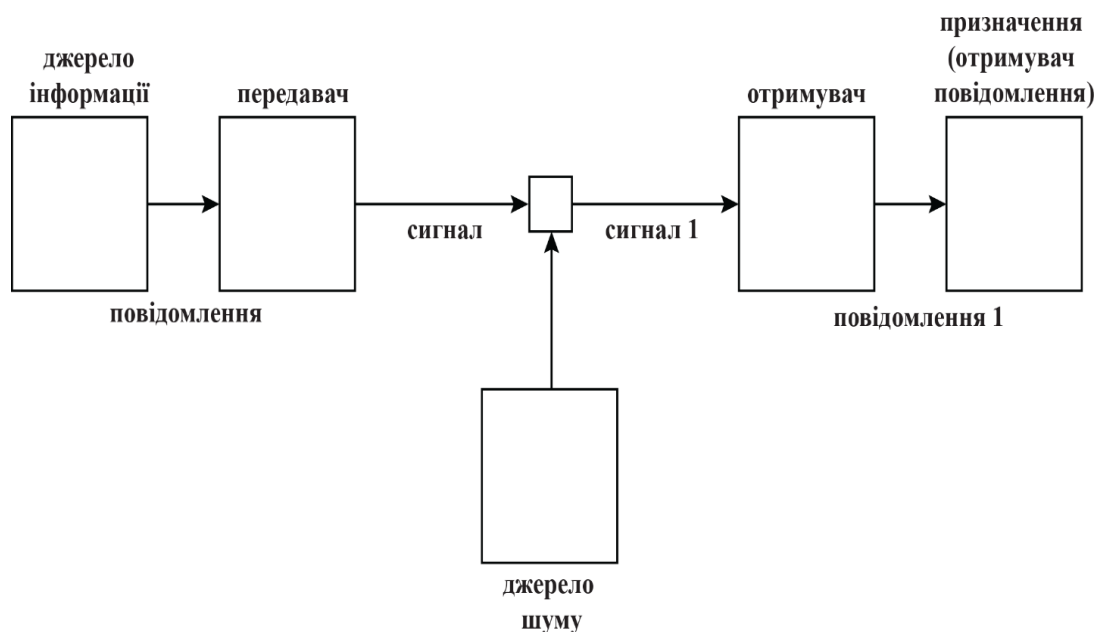 джерело
інформації
передавач
отримувач
призначення
(отримувач
повідомлення)
сигнал
сигнал 1
повідомлення
повідомлення 1
джерело
шуму